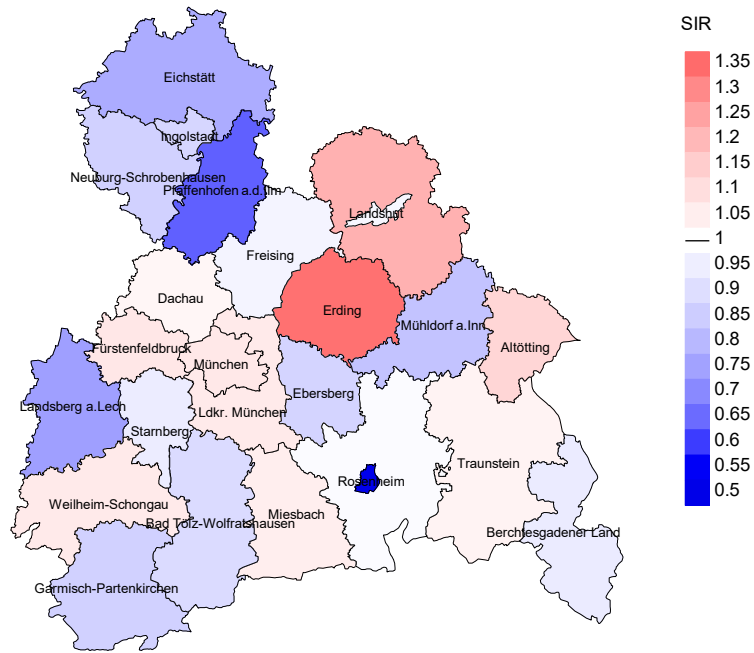 SIR
1.35
1.3
1.25
1.2
1.15
1.1
1.05
1
0.95
0.9
0.85
0.8
0.75
0.7
0.65
0.6
0.55
0.5
Eichstätt
Ingolstadt
Neuburg-Schrobenhausen
Pfaffenhofen a.d.Ilm
Landshut
Freising
Dachau
Erding
Mühldorf a.Inn
Fürstenfeldbruck
Altötting
München
Ebersberg
Landsberg a.Lech
Ldkr. München
Starnberg
Traunstein
Rosenheim
Weilheim-Schongau
Miesbach
Bad Tölz-Wolfratshausen
Berchtesgadener Land
Garmisch-Partenkirchen